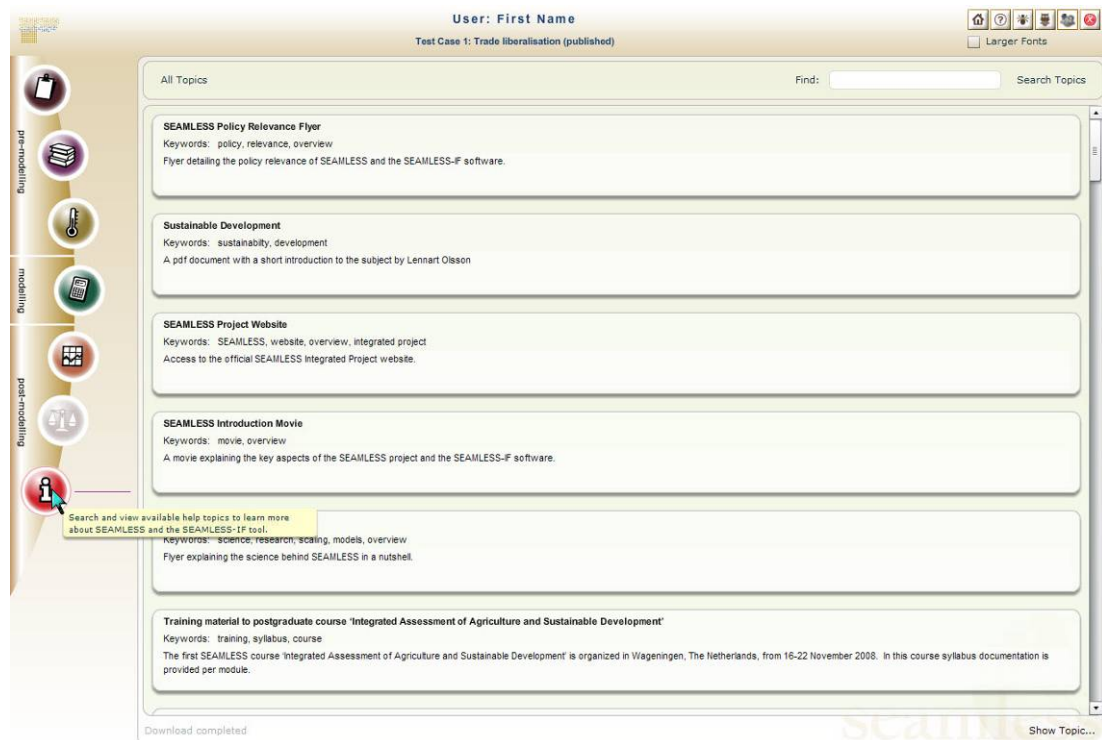 User: First Name
Test Case 1: Trade liberalisation (published)
Larger Fonts
All Topics
Find:
Search Topics
pre-modelling
modelling
post-modelling
SEAMLESS Policy Relevance Flyer
Keywords: policy, relevance, overview
Flyer detailing the policy relevance of SEAMLESS and the SEAMLESS-IF software.
Sustainable Development
Keywords: sustainabilty, development
A pdf document with a short introduction to the subject by Lennart Olsson
SEAMLESS Project Website
Keywords: SEAMLESS, website, overview, integrated project
Access to the official SEAMLESS Integrated Project website.
SEAMLESS Introduction Movie
Keywords: movie, overview
A movie explaining the key aspects of the SEAMLESS project and the SEAMLESS-IF software.
Search and view available help topics to learn more
about SEAMLESS and the SEAMLESS-IF tool.
Keywords: science, research, scaling, models, overview
Flyer explaining the science behind SEAMLESS in a nutshell.
Training material to postgraduate course 'Integrated Assessment of Agriculture and Sustainable Development'
Keywords: training, syllabus, course
The first SEAMLESS course 'Integrated Assessment of Agriculture and Sustainable Development' is organized in Wageningen, The Netherlands, from 16-22 November 2008. In this course syllabus documentation is
provided per module.
seamless
Download completed
Show Topic...